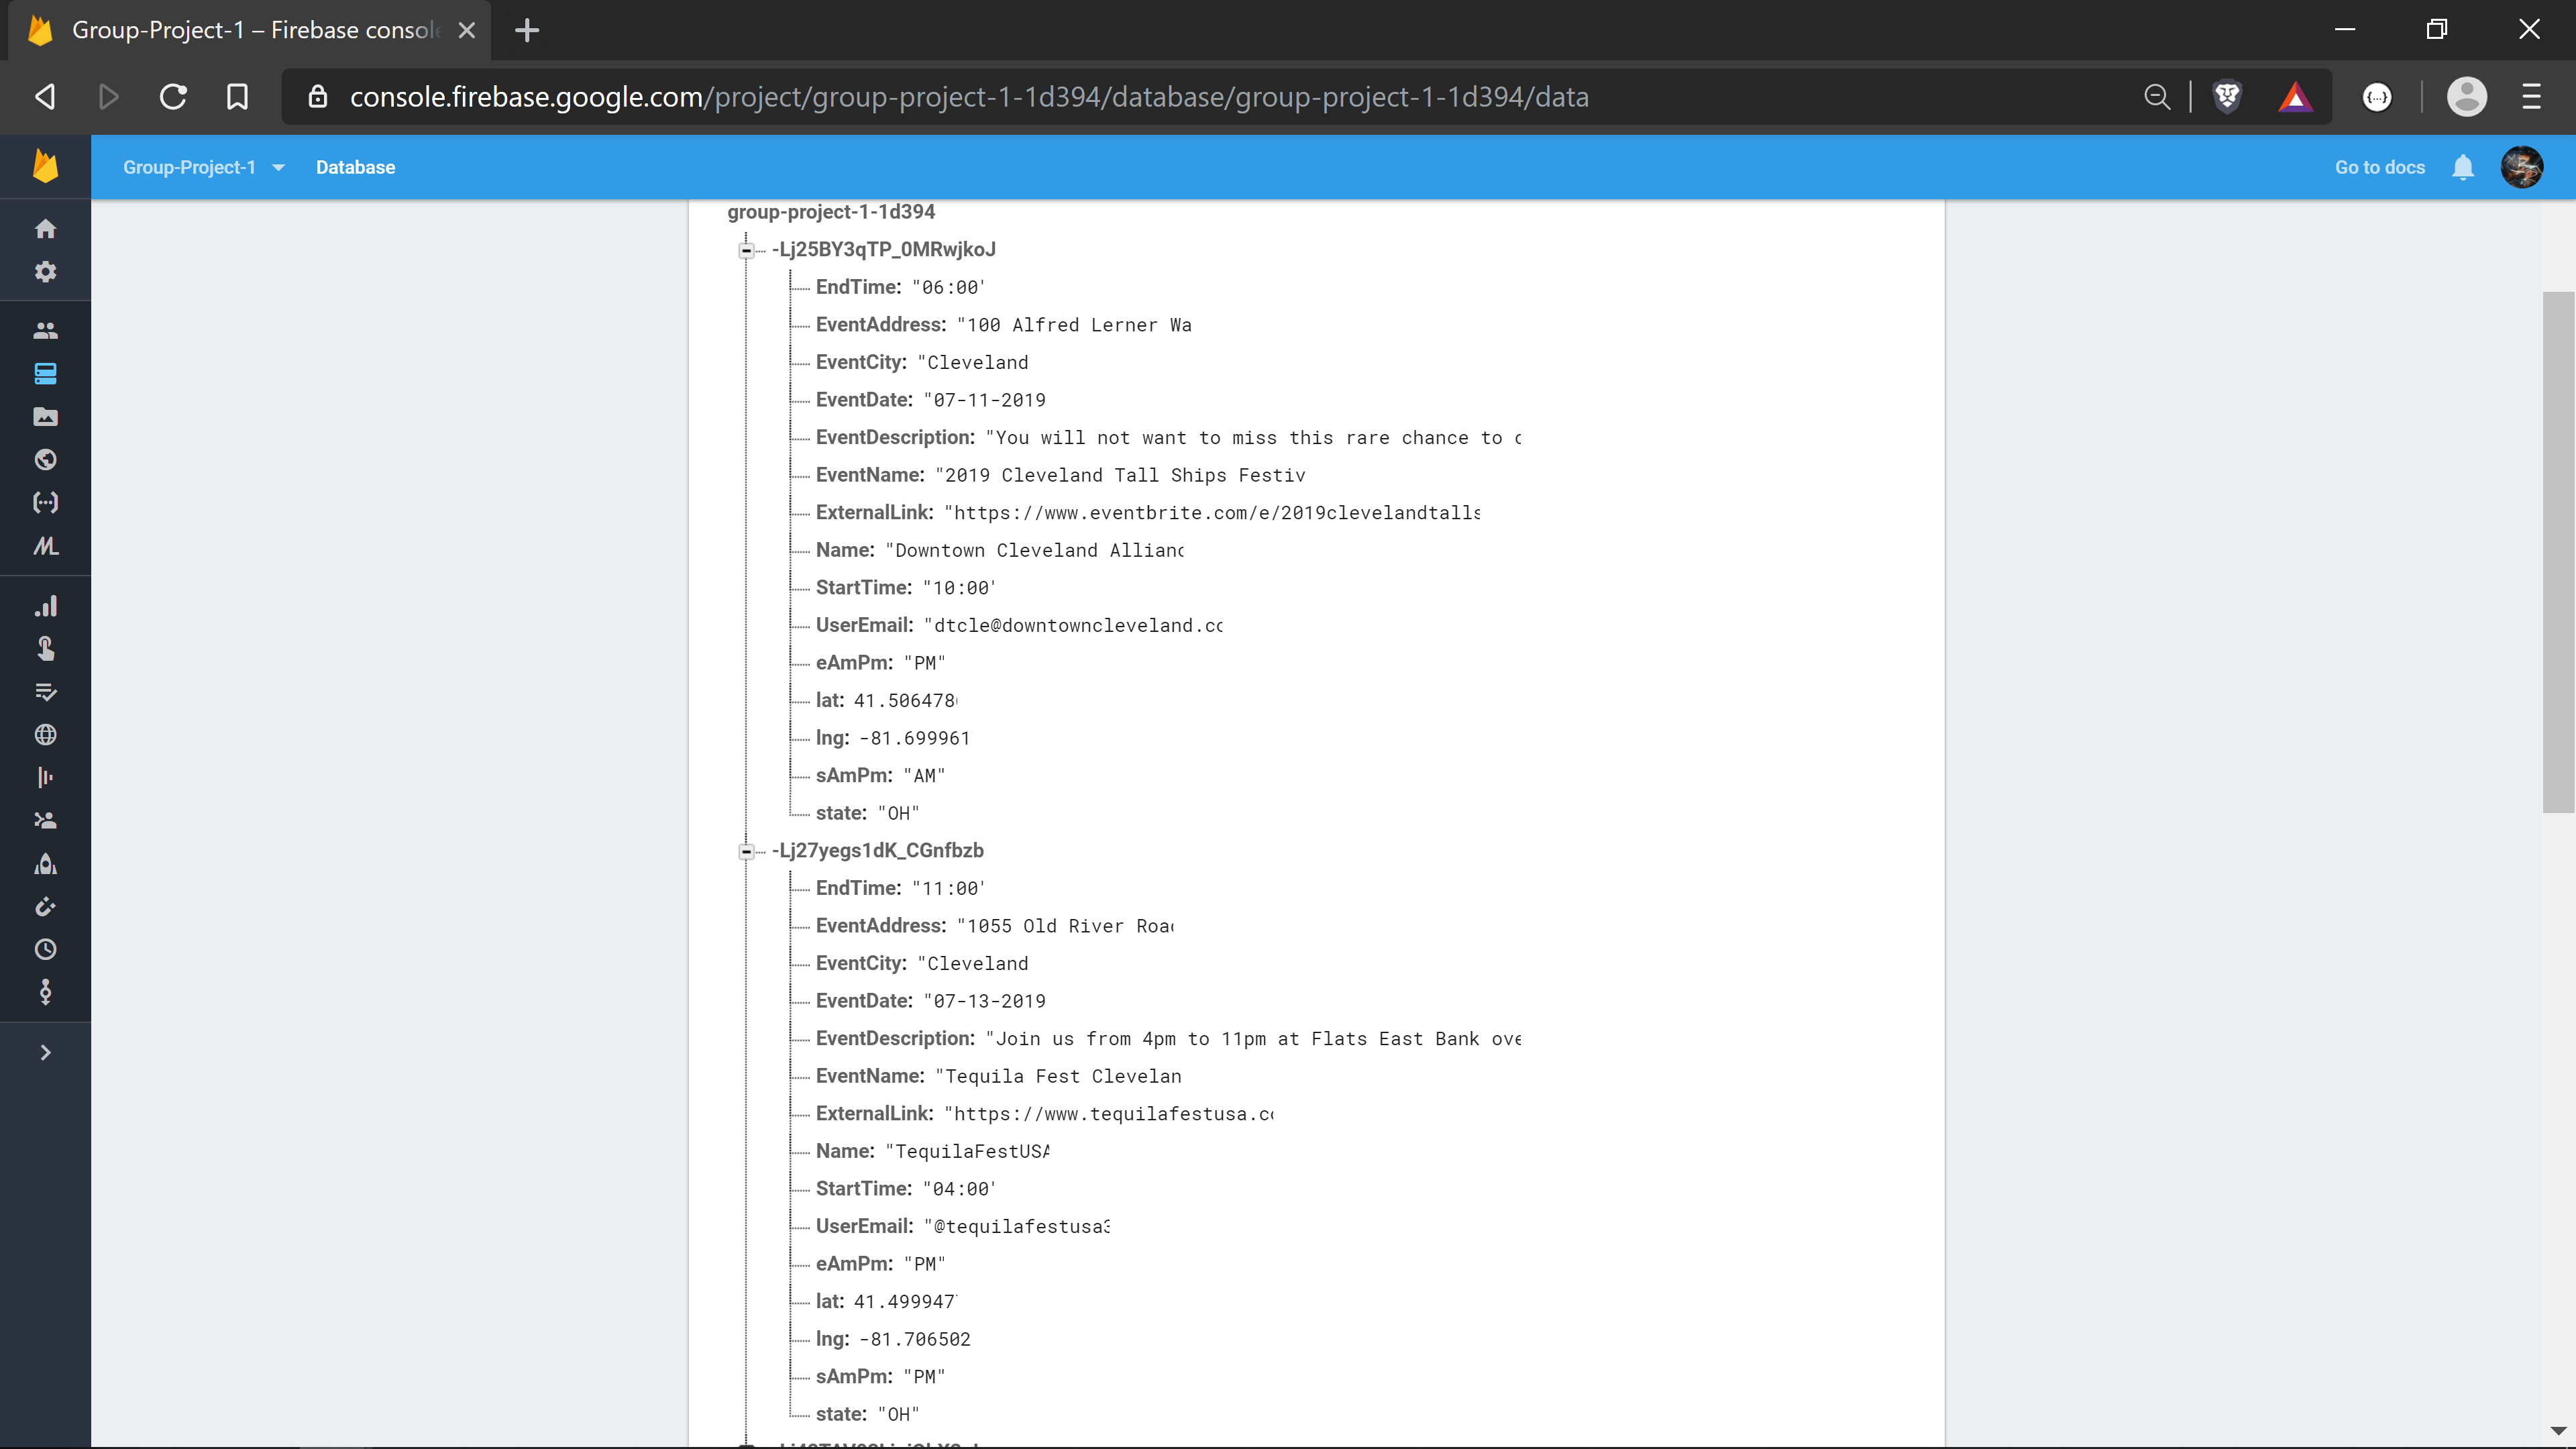 Group-Project-1 – Firebase consol
console.firebase.google.com/project/group-project-1-1d394/database/group-project-1-1d394/data
Group-Project-1 Database Go to docs
group-project-1-1d394
-Lj25BY3qTP_0MRwjkoJ
EndTime: "06:00"
EventAddress: "100 Alfred Lerner Wa
EventCity: "Cleveland
EventDate: "07-11-2019
EventDescription: "You will not want to miss this rare chance to
EventName: "2019 Cleveland Tall Ships Festiv
ExternalLink: "https://www.eventbrite.com/e/2019clevelandtalls
Name: "Downtown Cleveland Allianc
StartTime: "10:00"
UserEmail: "dtcle@downtowncleveland.co
eAmPm: "PM"
lat: 41.506478
lng: -81.699961
sAmPm: "AM"
state: "OH"
-Lj27yegs1dK_CGnfbzb
EndTime: "11:00"
EventAddress: "1055 Old River Road
EventCity: "Cleveland
EventDate: "07-13-2019
EventDescription: "Join us from 4pm to 11pm at Flats East Bank ove
EventName: "Tequila Fest Clevelan
ExternalLink: "https://www.tequilafestusa.co
Name: "TequilaFestUSA
StartTime: "04:00"
UserEmail: "@tequilafestusa3
eAmPm: "PM"
lat: 41.499947
lng: -81.706502
sAmPm: "PM"
state: "OH"